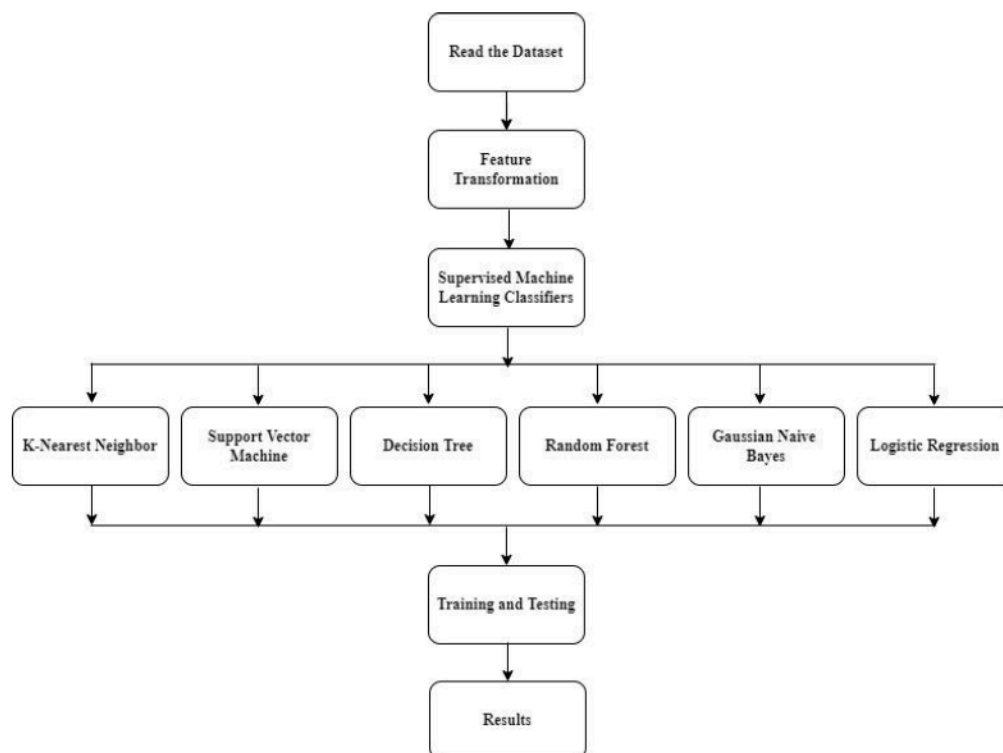 Read the Dataset
Feature
Transformation
Supervised Machine
Learning Classifiers
K-Nearest Neighbor
Support Vector
Machine
Decision Tree
Random Forest
Gaussian Naive
Bayes
Logistic Regression
Training and Testing
Results